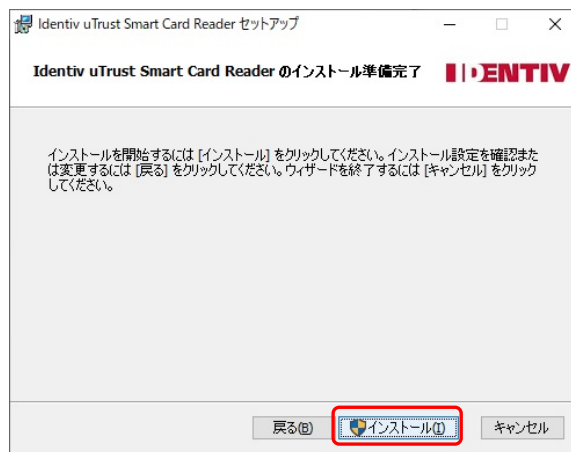 Identiv uTrust Smart Card Reader セットアップ
Identiv uTrust Smart Card Reader のインストール準備完了
IDENTIV
インストールを開始するには [インストール] をクリックしてください。インストール設定を確認また
は変更するには [戻る] をクリックしてください。ウィザードを終了するには [キャンセル] をクリック
してください。
戻る(B)
インストール(I)
キャンセル